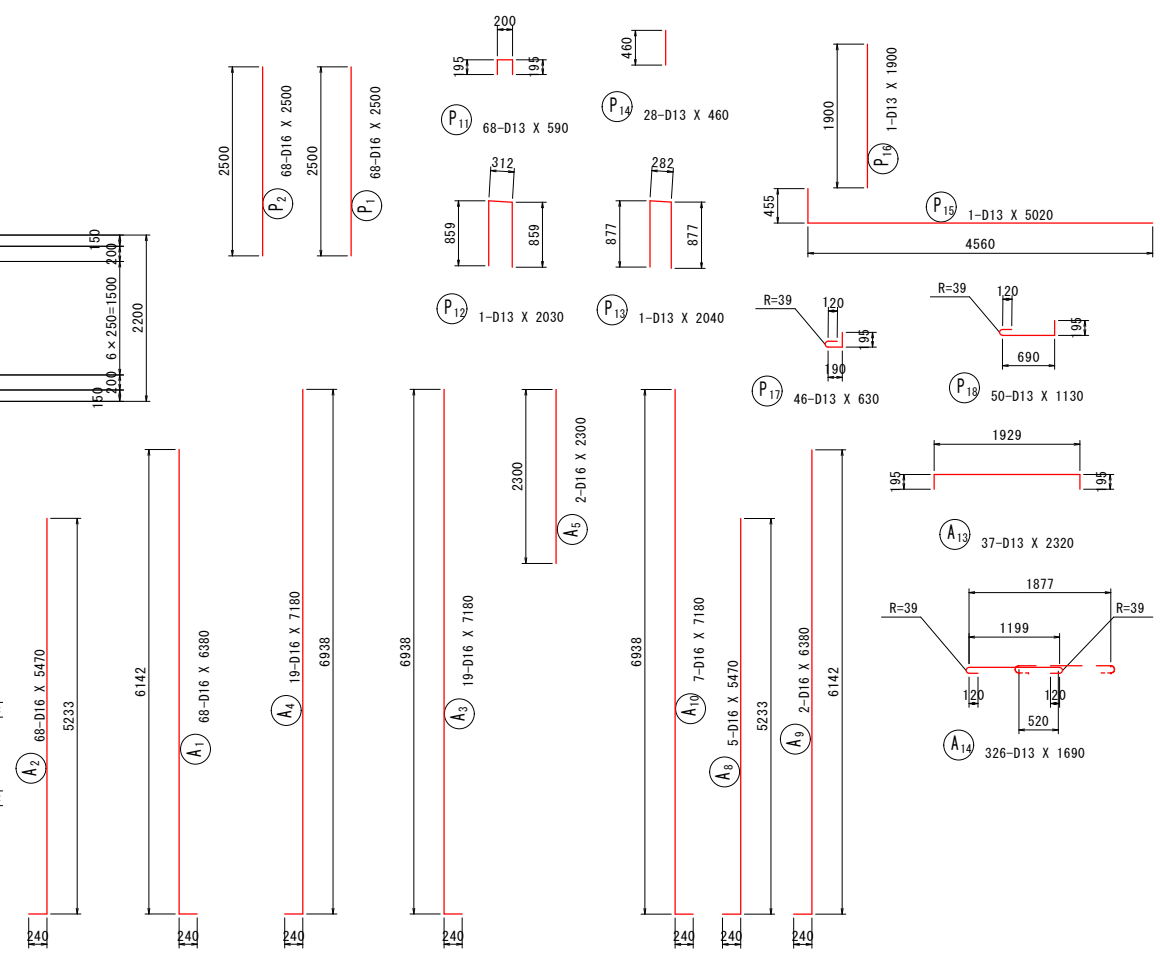 200
195
195
P11
68-D13 X 590
460
P14
28-D13 X 460
1900
1-D13 X 1900
P16
2500
68-D16 X 2500
P2
2500
68-D16 X 2500
P1
312
859
859
P12
1-D13 X 2030
282
877
877
P13
1-D13 X 2040
455
P15
1-D13 X 5020
4560
150
200
6×250=1500
2200
200
150
R=39
120
195
190
P17
46-D13 X 630
R=39
120
195
690
P18
50-D13 X 1130
1929
195
195
A13
37-D13 X 2320
1877
R=39
R=39
1199
120
120
520
A14
326-D13 X 1690
68-D16 X 5470
A2
5233
240
6142
68-D16 X 6380
A1
240
19-D16 X 7180
A4
6938
240
6938
19-D16 X 7180
A3
240
2300
2-D16 X 2300
A5
6938
7-D16 X 7180
A10
240
5-D16 X 5470
A8
5233
240
2-D16 X 6380
A9
6142
240